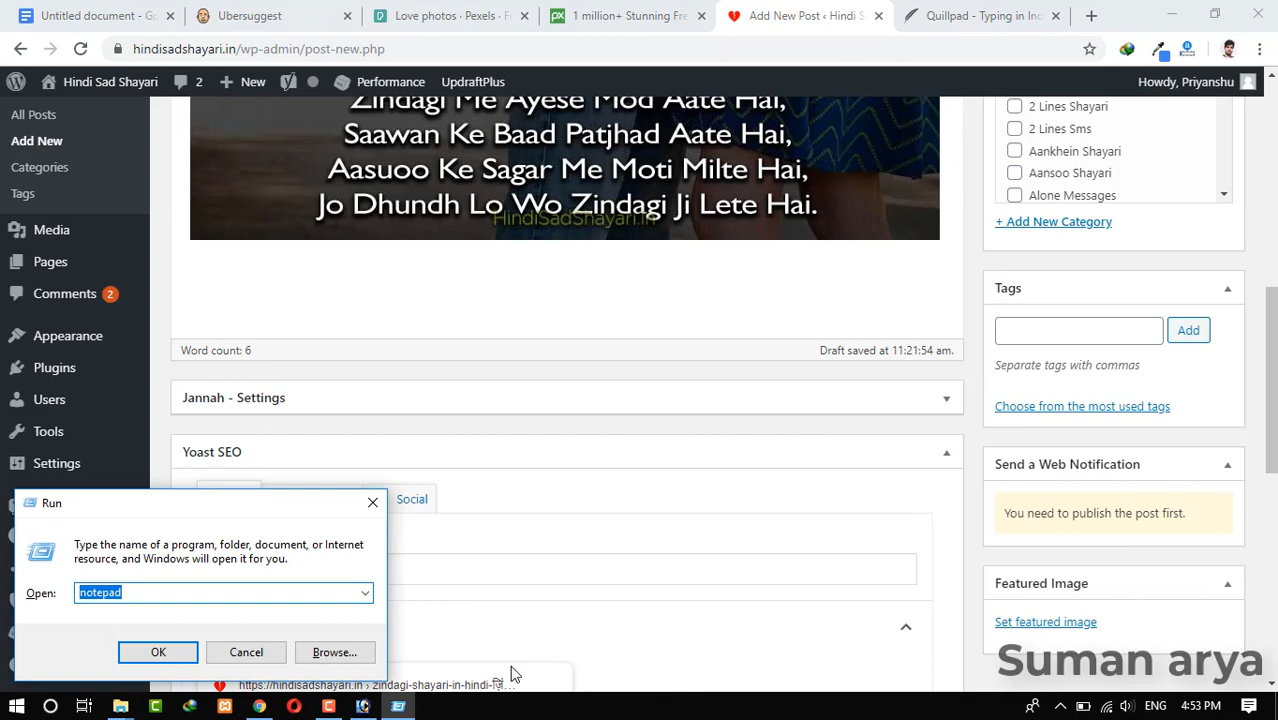 Untitled document - Go
Ubersuggest
Love photos · Pexels · F
1 million+ Stunning Fre
Add New Post ‹ Hindi S
Quillpad - Typing in Ind
hindisadshayari.in/wp-admin/post-new.php
Hindi Sad Shayari
2
New
Performance
UpdraftPlus
Howdy, Priyanshu
All Posts
Add New
Categories
Tags
Media
Pages
Comments 2
Appearance
Plugins
Users
Tools
Settings
Zindagi Me Ayese Mod Aate Hai,
Saawan Ke Baad Patjhad Aate Hai,
Aasuoo Ke Sagar Me Moti Milte Hai,
Jo Dhundh Lo Wo Zindagi Ji Lete Hai.
HindiSadShayari.in
Word count: 6
Draft saved at 11:21:54 am.
Jannah - Settings
Yoast SEO
Social
https://hindisadshayari.in › zindagi-shayari-in-hindi-
2 Lines Shayari
2 Lines Sms
Aankhein Shayari
Aansoo Shayari
Alone Messages
+ Add New Category
Tags
Add
Separate tags with commas
Choose from the most used tags
Send a Web Notification
You need to publish the post first.
Featured Image
Set featured image
Run
Type the name of a program, folder, document, or Internet
resource, and Windows will open it for you.
Open:
notepad
OK
Cancel
Browse...
Suman arya
ENG
4:53 PM